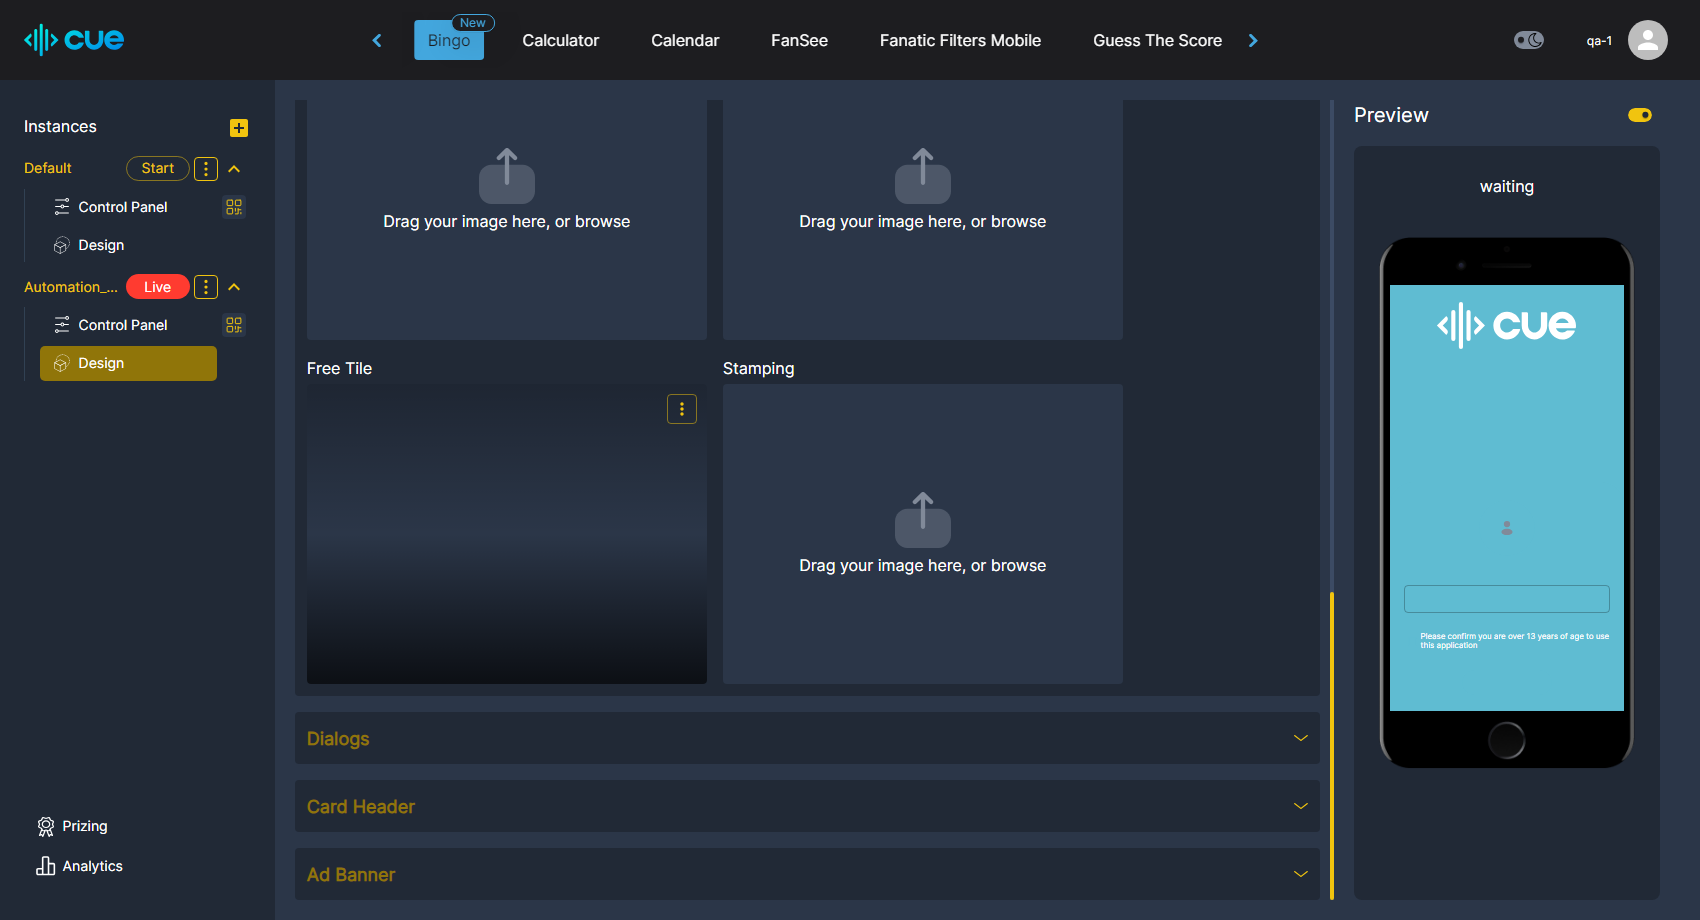 cue
New
Bingo
Calculator
Calendar
FanSee
Fanatic Filters Mobile
Guess The Score
qa-1
Instances
Default
Start
Control Panel
Design
Automation_...
Live
Control Panel
Design
Prizing
Analytics
Drag your image here, or browse
Drag your image here, or browse
Free Tile
Stamping
Drag your image here, or browse
Dialogs
Card Header
Ad Banner
Preview
waiting
cue
Please confirm you are over 13 years of age to use
this application